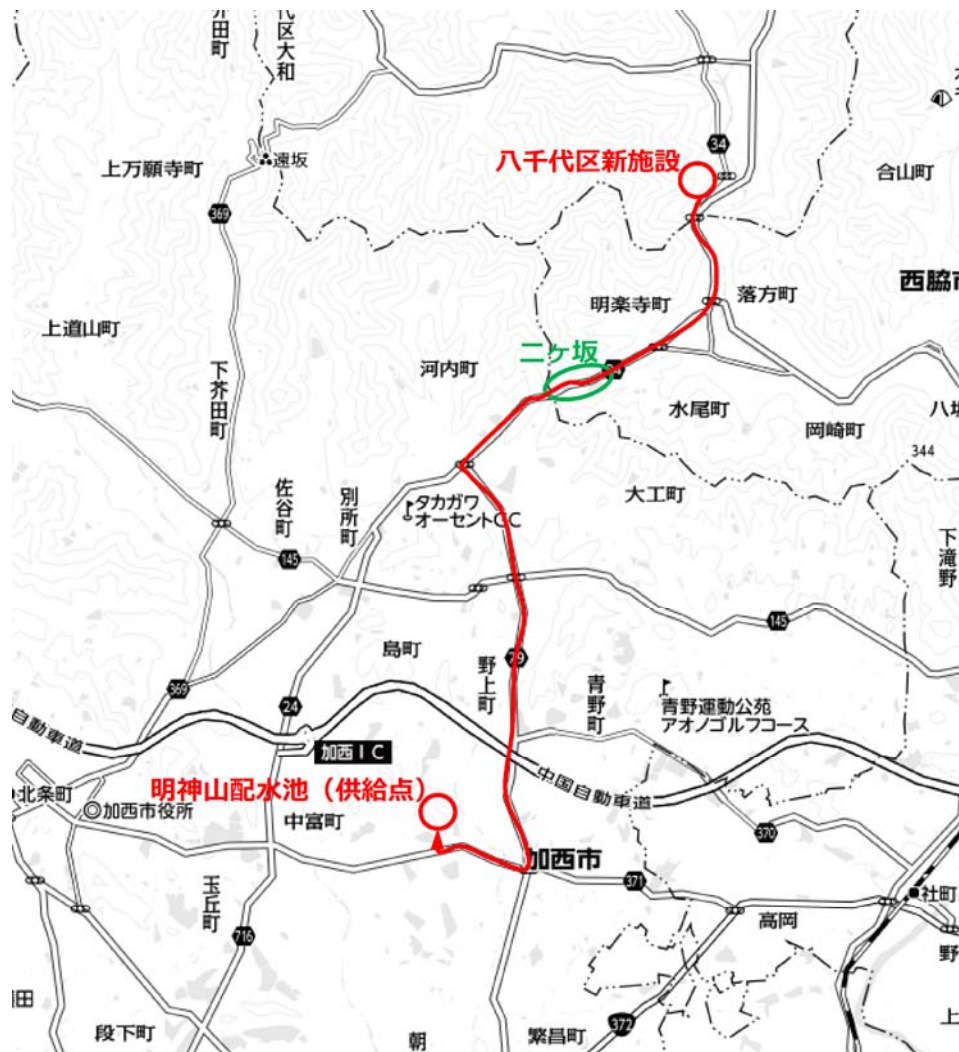 代区大和
田町
34
八千代区新施設
合山町
遠坂
上万願寺町
369
西脇市
明楽寺町
落方町
上道山町
下芥田町
河内町
二ヶ坂
24
水尾町
岡崎町
344
佐谷町
別所町
タカガワ
オーセントCC
大工町
下滝野
145
145
島町
野上町
79
青野町
青野運動公苑
アオノゴルフコース
369
24
自動車道
加西IC
中国自動車道
明神山配水池（供給点）
北条町
加西市役所
中富町
370
加西市
371
社町
玉丘町
高岡
716
野
田
上
段下町
朝
繁昌町
372